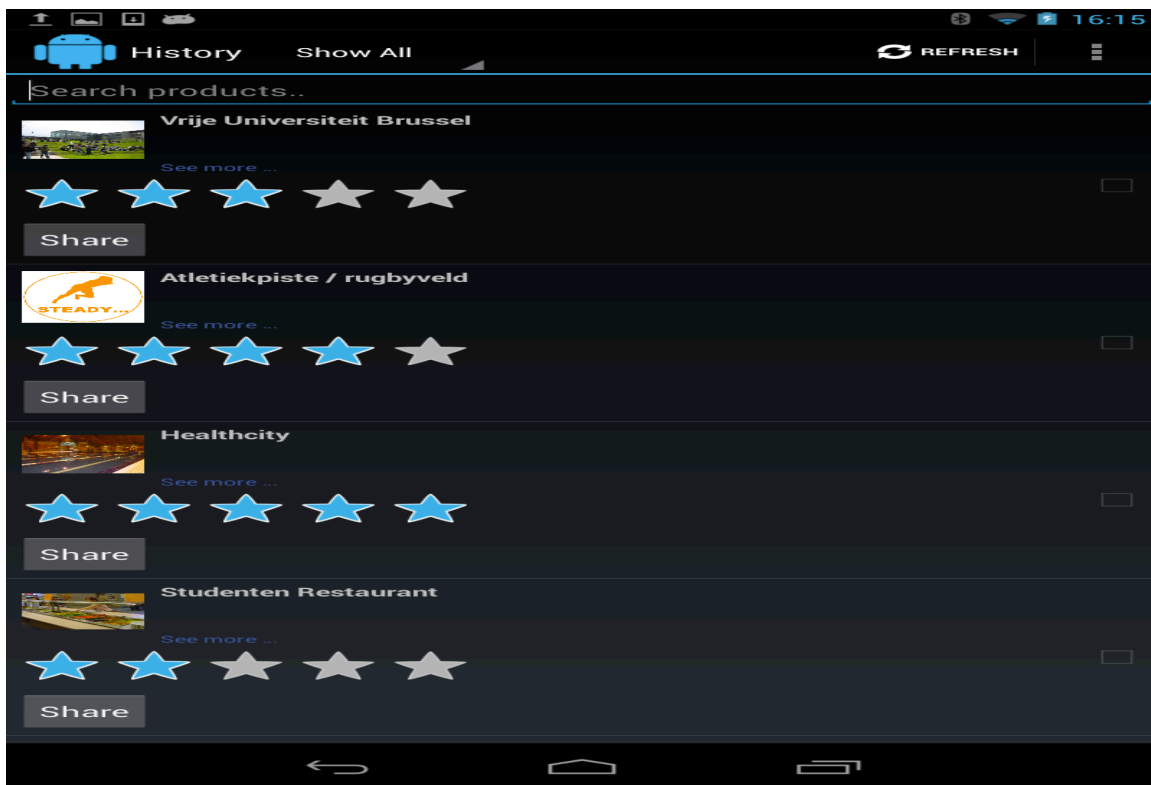 16:15
History Show All REFRESH
Search products..
Vrije Universiteit Brussel
See more ...
Share
Atletiekpiste / rugbyveld
STEADY...
See more ...
Share
Healthcity
See more ...
Share
Studenten Restaurant
See more ...
Share